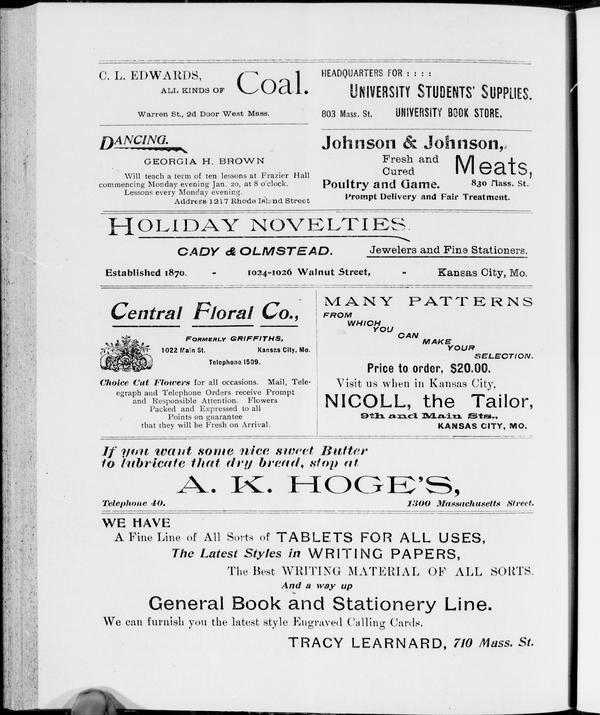 C. L. EDWARDS,
ALL KINDS OF Coal.
Warren St., 2d Door West Mass.
HEADQUARTERS FOR : : : :
UNIVERSITY STUDENTS' SUPPLIES.
803 Mass. St. UNIVERSITY BOOK STORE,
DANCING.
GEORGIA H. BROWN
Will teach a term of ten lessons at Frazier Hall
commencing Monday evening Jan. 20, at 8 o'clock.
Lessons every Monday evening.
Address 1217 Rhode Island Street
Johnson & Johnson,
Fresh and
Cured Meats,
Poultry and Game. 830 Mass. St.
Prompt Delivery and Fair Treatment.
HOLIDAY NOVELTIES.
CADY & OLMSTEAD. Jewelers and Fine Stationers.
Established 1870. - 1024-1026 Walnut Street, - Kansas City, Mo.
Central Floral Co.,
FORMERLY GRIFFITHS,
1022 Main St. Kansas City, Mo.
Telephone 1509.
Choice Cut Flowers for all occasions. Mail, Tele-
egraph and Telephone Orders receive Prompt
and Responsible Attention. Flowers
Packed and Expressed to all
Points on guarantee
that they will be Fresh on Arrival.
MANY PATTERNS
FROM
WHICH
YOU
CAN
MAKE
YOUR
SELECTION.
Price to order, $20.00.
Visit us when in Kansas City.
NICOLL, the Tailor,
9th and Main Sts.,
KANSAS CITY, MO.
If you want some nice sweet Butter
to lubricate that dry bread, stop at
A. K. HOGE'S,
Telephone 40. 1300 Massachusetts Street.
WE HAVE
A Fine Line of All Sorts of TABLETS FOR ALL USES,
The Latest Styles in WRITING PAPERS,
The Best WRITING MATERIAL OF ALL SORTS.
And a way up
General Book and Stationery Line.
We can furnish you the latest style Engraved Calling Cards.
TRACY LEARNARD, 710 Mass. St.